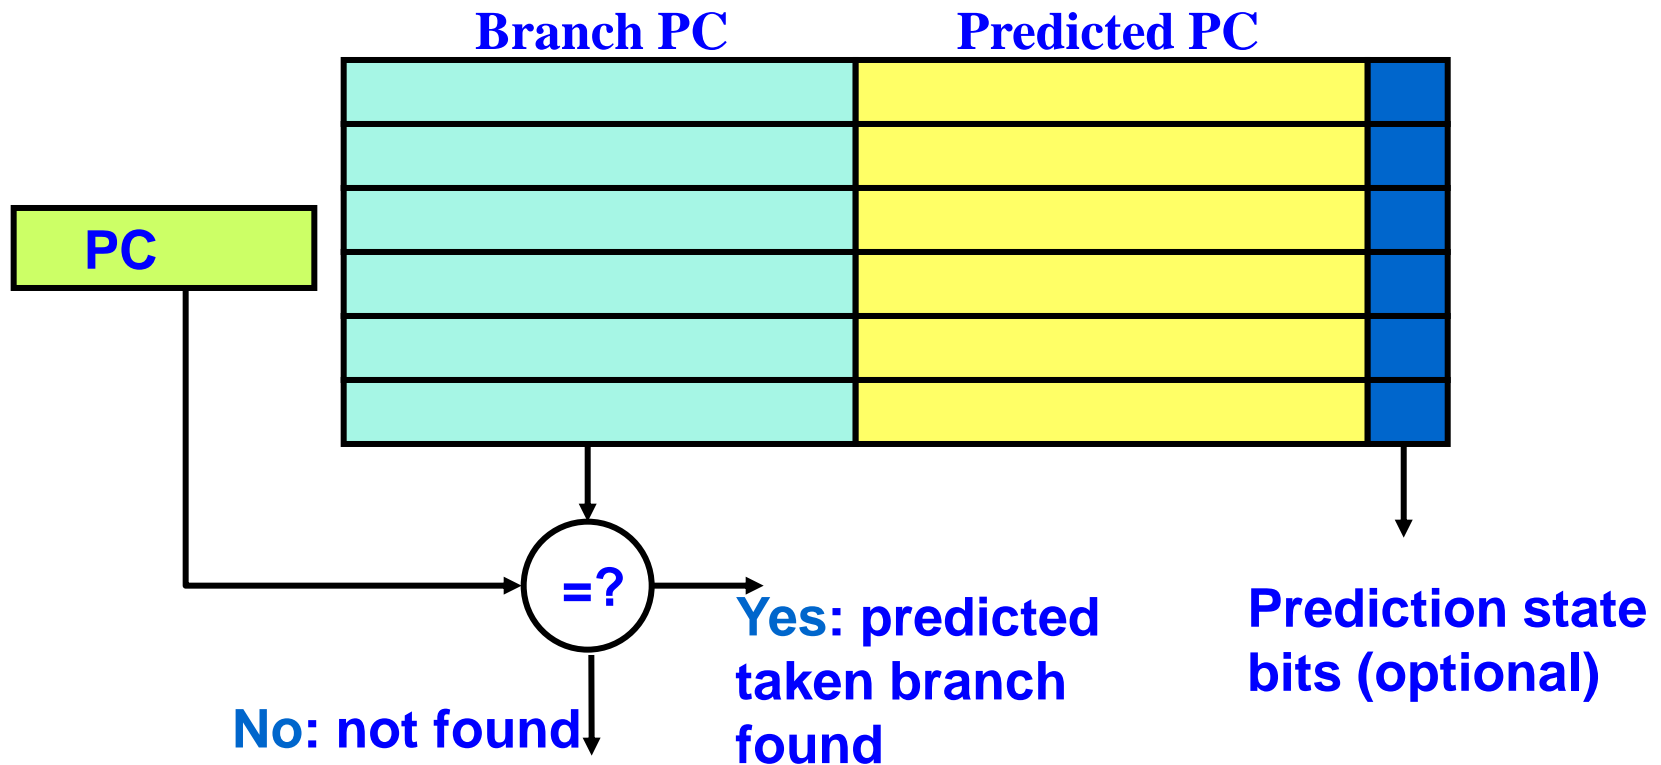 Branch PC
Predicted PC
PC
=?
Yes: predicted
taken branch
found
Prediction state
bits (optional)
No: not found